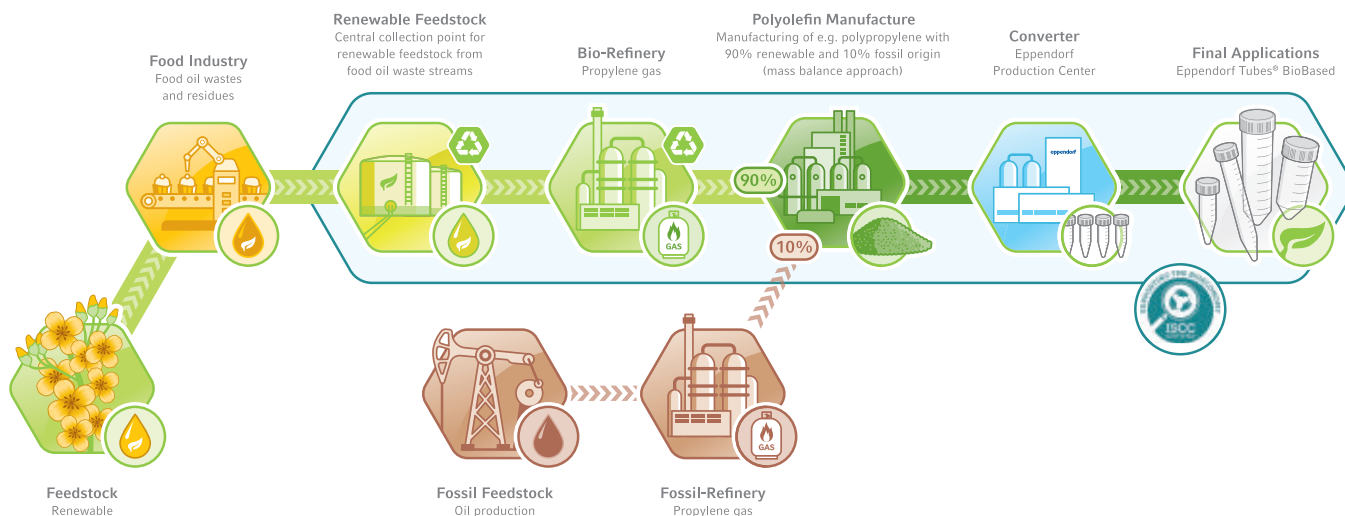 Renewable Feedstock
Central collection point for
renewable feedstock from
food oil waste streams
Polyolefin Manufacture
Manufacturing of e.g. polypropylene with
90% renewable and 10% fossil origin
(mass balance approach)
Bio-Refinery
Propylene gas
Converter
Eppendorf
Production Center
Final Applications
Eppendorf Tubes® BioBased
Food Industry
Food oil wastes
and residues
eppendorf
90%
GAS
10%
ISCC
GAS
Feedstock
Renewable
Fossil Feedstock
Oil production
Fossil-Refinery
Propylene gas